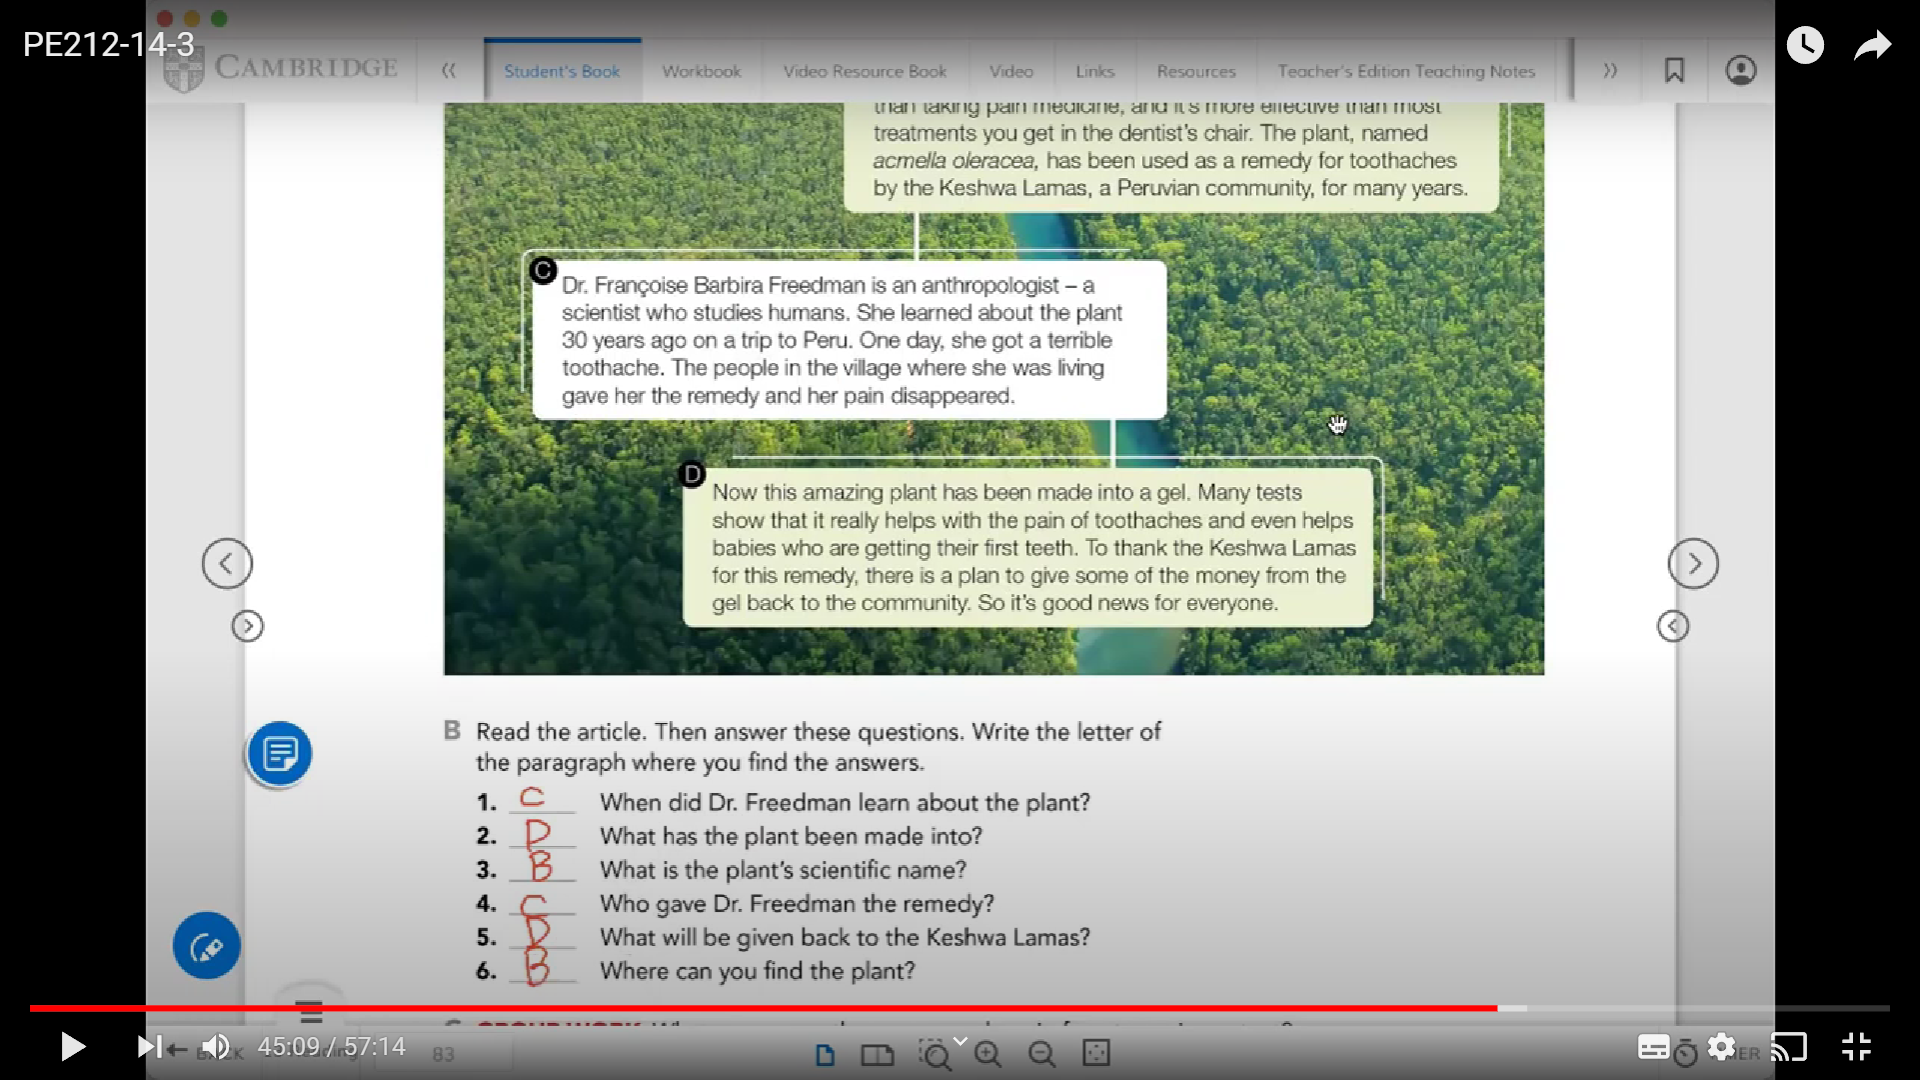 PE212-14-3
CAMBRIDGE
Student's Book
Workbook
Video Resource Book
Video
Links
Resources
Teacher's Edition Teaching Notes
than taking pain medicine, and it's more effective than most
treatments you get in the dentist's chair. The plant, named
acmella oleracea, has been used as a remedy for toothaches
by the Keshwa Lamas, a Peruvian community, for many years.
C
Dr. Françoise Barbira Freedman is an anthropologist – a
scientist who studies humans. She learned about the plant
30 years ago on a trip to Peru. One day, she got a terrible
toothache. The people in the village where she was living
gave her the remedy and her pain disappeared.
D
Now this amazing plant has been made into a gel. Many tests
show that it really helps with the pain of toothaches and even helps
babies who are getting their first teeth. To thank the Keshwa Lamas
for this remedy, there is a plan to give some of the money from the
gel back to the community. So it's good news for everyone.
B Read the article. Then answer these questions. Write the letter of
the paragraph where you find the answers.
1. C When did Dr. Freedman learn about the plant?
2. D What has the plant been made into?
3. B What is the plant's scientific name?
4. C Who gave Dr. Freedman the remedy?
5. D What will be given back to the Keshwa Lamas?
6. B Where can you find the plant?
45:09 / 57:14
BACK
83